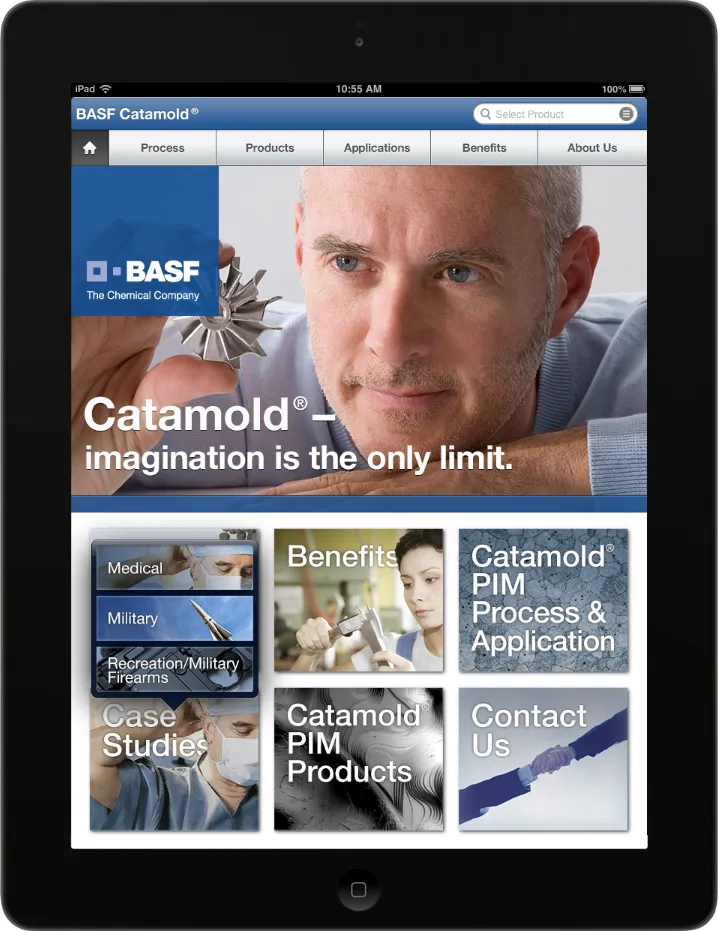 iPad 10:55 AM 100%
BASF Catamold®
Select Product
Process Products Applications Benefits About Us
BASF
The Chemical Company
Catamold® –
imagination is the only limit.
Medical
Military
Recreation/Military
Firearms
Case
Studies
Benefits
Catamold®
PIM
Process &
Application
Catamold®
PIM
Products
Contact
Us